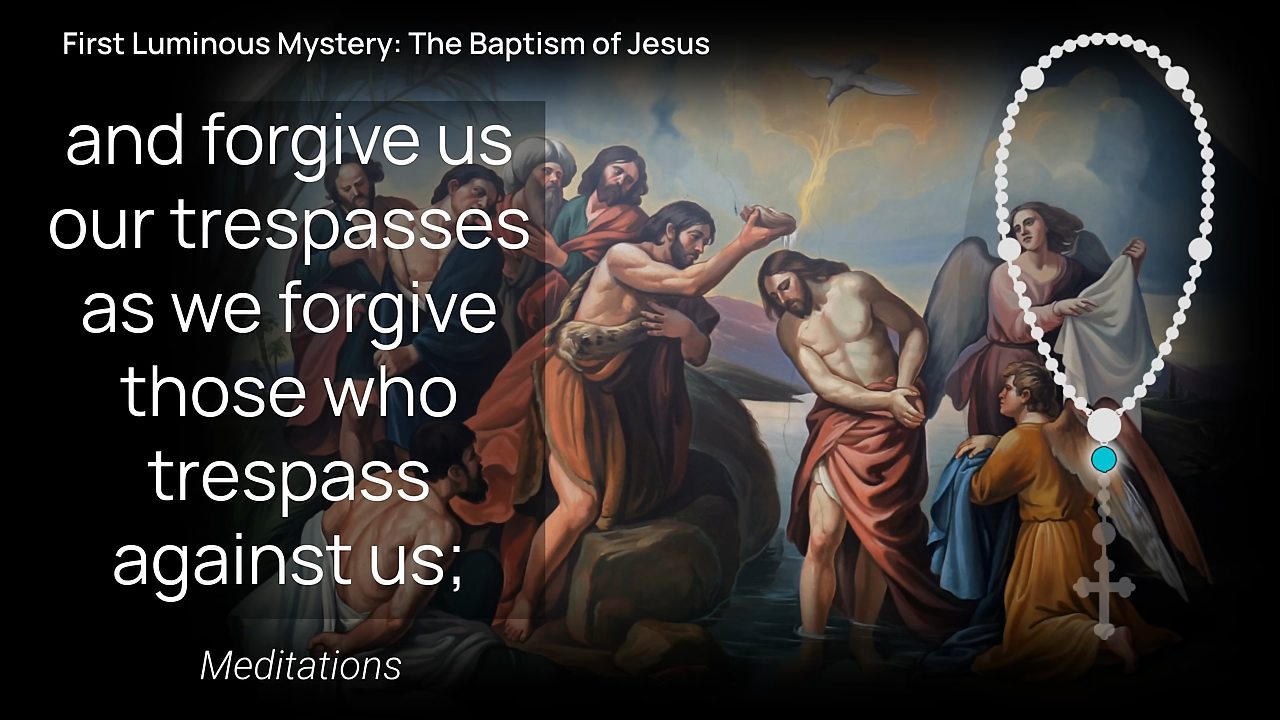 First Luminous Mystery: The Baptism of Jesus
and forgive us
our trespasses
as we forgive
those who
trespass
against us;
Meditations